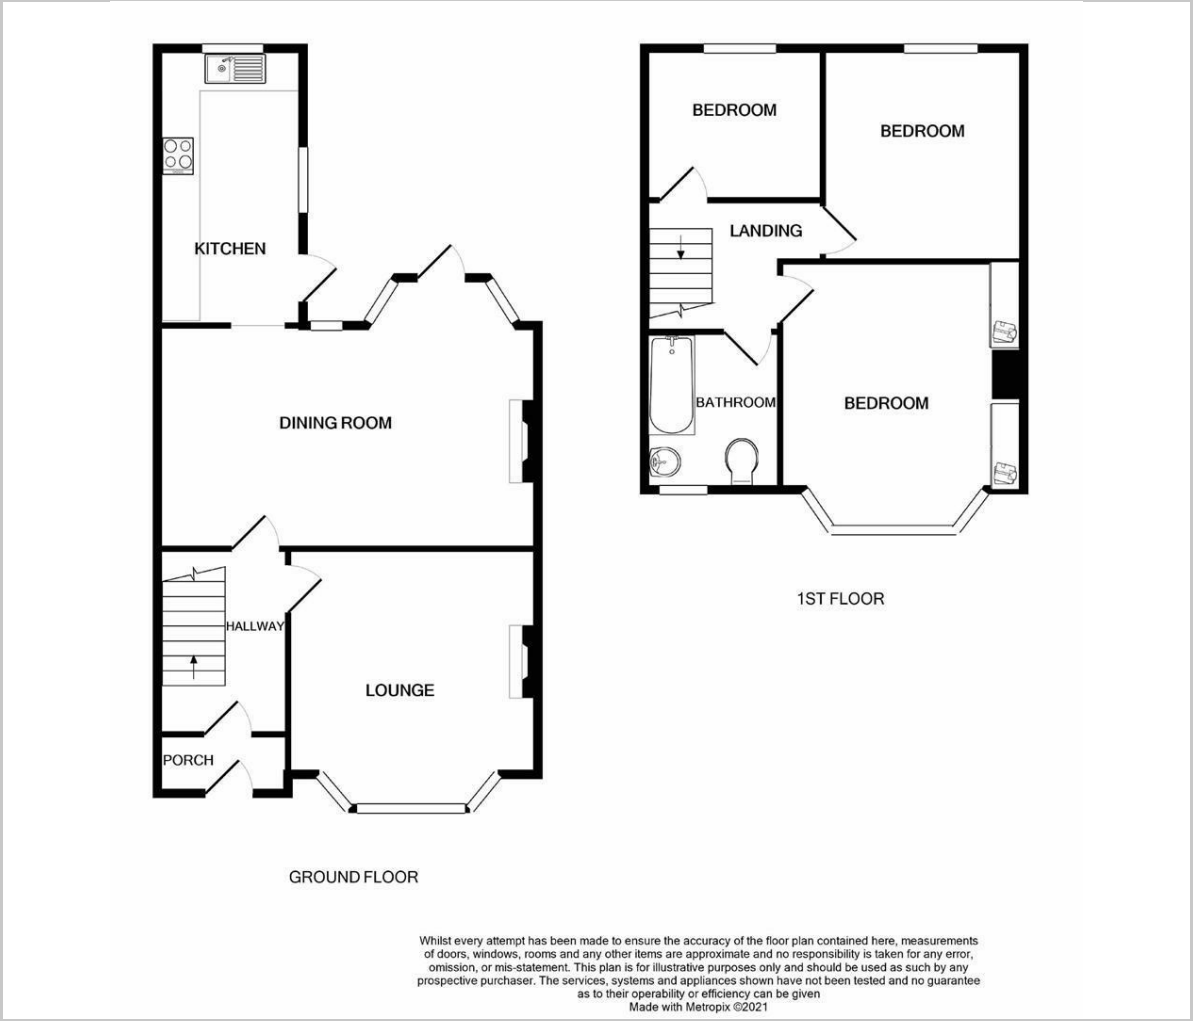 KITCHEN
DINING ROOM
HALLWAY
LOUNGE
PORCH
GROUND FLOOR
BEDROOM
BEDROOM
LANDING
BATHROOM
BEDROOM
1ST FLOOR
Whilst every attempt has been made to ensure the accuracy of the floor plan contained here, measurements
of doors, windows, rooms and any other items are approximate and no responsibility is taken for any error,
omission, or mis-statement. This plan is for illustrative purposes only and should be used as such by any
prospective purchaser. The services, systems and appliances shown have not been tested and no guarantee
as to their operability or efficiency can be given
Made with Metropix ©2021